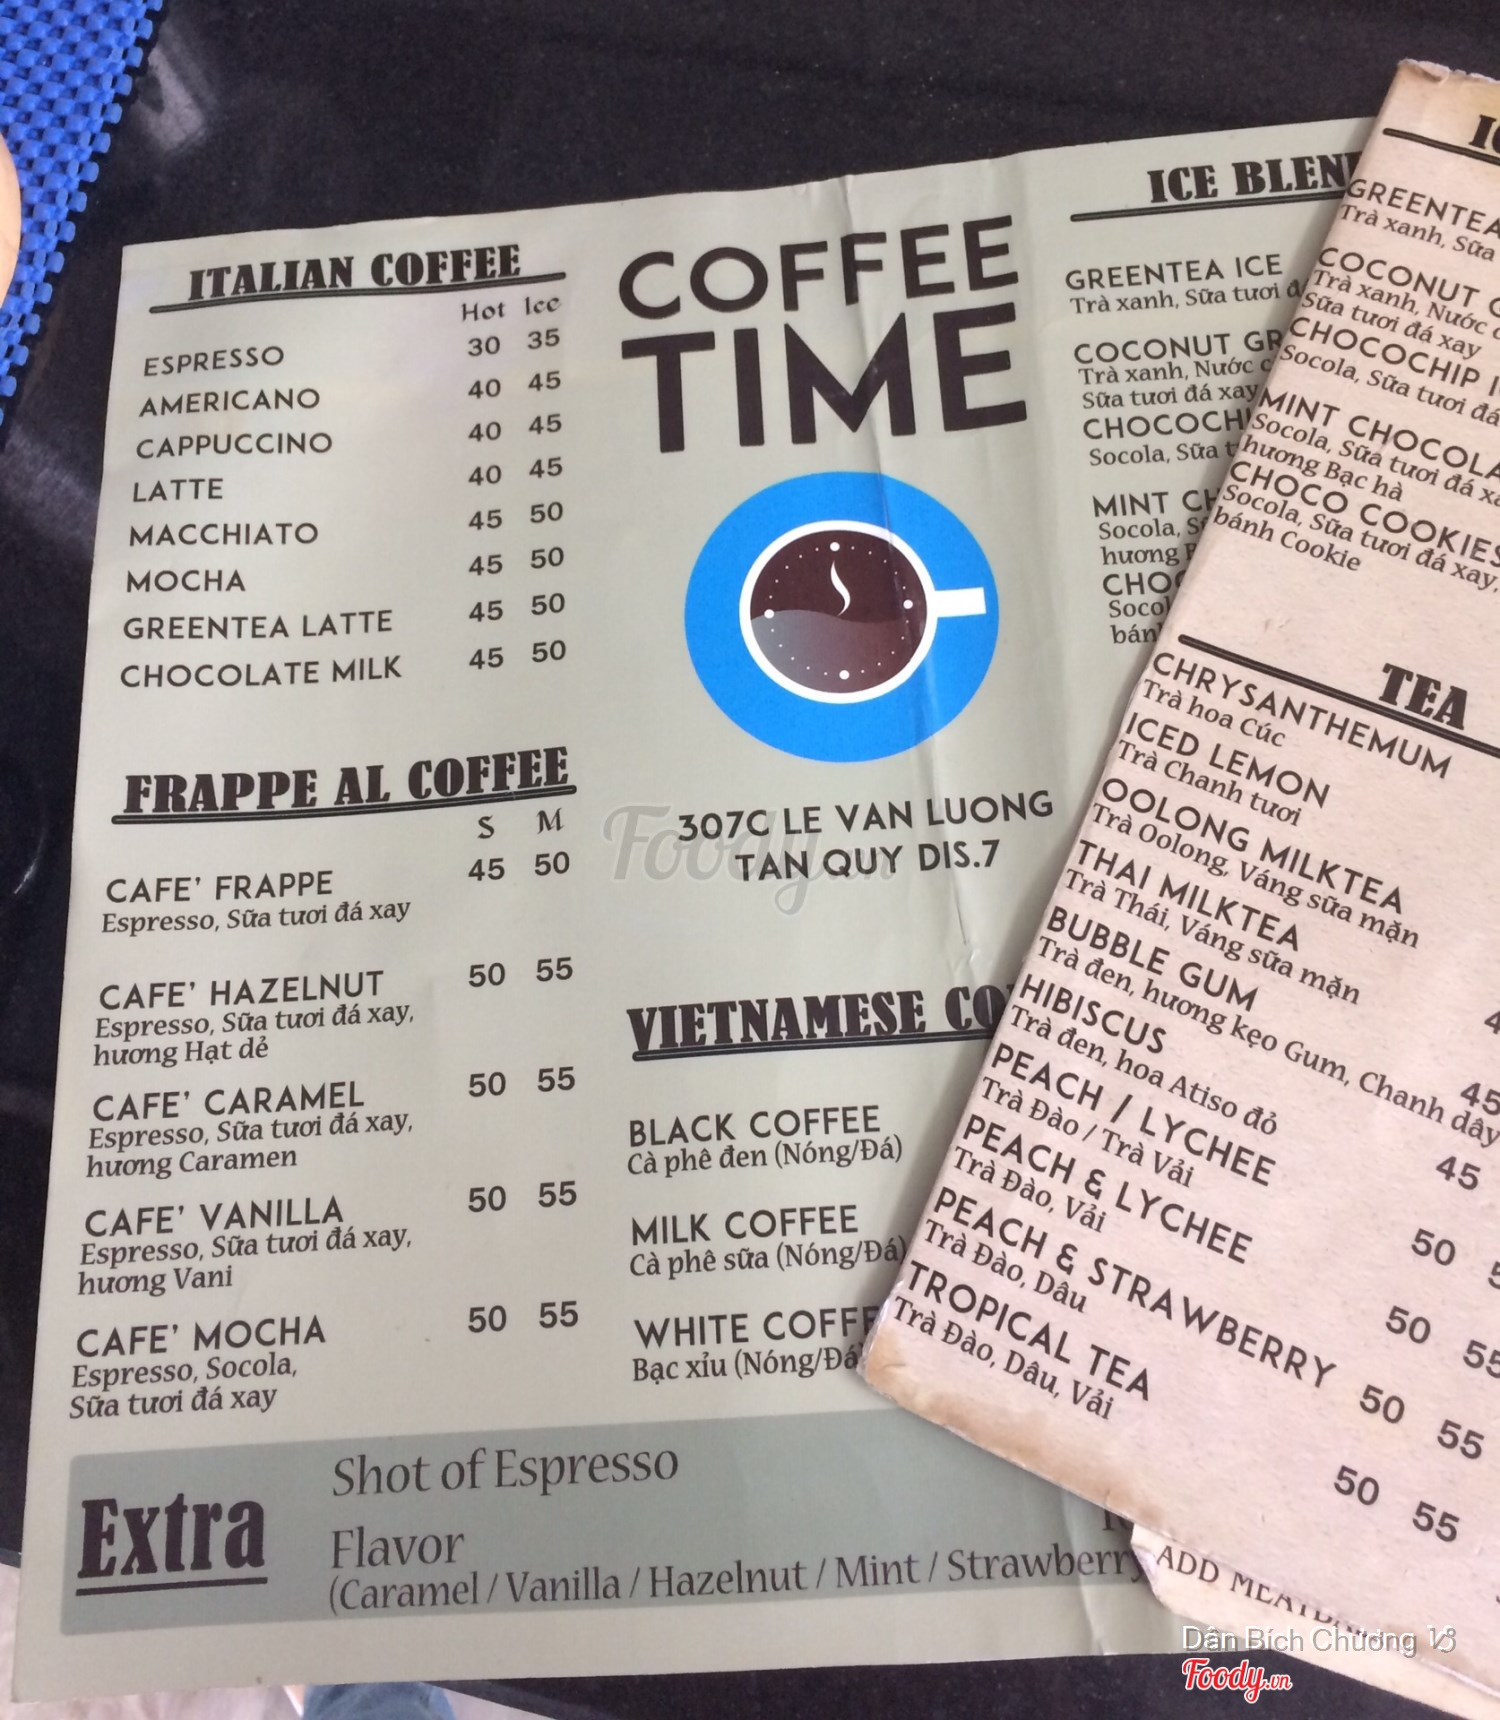 ITALIAN COFFEE
Hot Ice
ESPRESSO 30 35
AMERICANO 40 45
CAPPUCCINO 40 45
LATTE 40 45
MACCHIATO 45 50
MOCHA 45 50
GREENTEA LATTE 45 50
CHOCOLATE MILK 45 50
FRAPPE AL COFFEE
S M
CAFE' FRAPPE 45 50
Espresso, Sữa tươi đá xay
CAFE' HAZELNUT 50 55
Espresso, Sữa tươi đá xay,
hương Hạt dẻ
CAFE' CARAMEL 50 55
Espresso, Sữa tươi đá xay,
hương Caramen
CAFE' VANILLA 50 55
Espresso, Sữa tươi đá xay,
hương Vani
CAFE' MOCHA 50 55
Espresso, Socola,
Sữa tươi đá xay
COFFEE
TIME
307C LE VAN LUONG
TAN QUY DIS.7
Foody.vn
VIETNAMESE
BLACK COFFEE
Cà phê đen (Nóng/Đá)
MILK COFFEE
Cà phê sữa (Nóng/Đá)
WHITE
Bạc xỉu (Nóng/Đá)
Extra
Shot of Espresso
Flavor
(Caramel / Vanilla / Hazelnut / Mint / Strawberry
ICE
GREENTEA ICE
Trà xanh, Sữa tươi
COCONUT
Trà xanh, Nước
Sữa tươi đá xay
Socola, Sữa
MINT
Socola,
hương
GREENTEA
Trà xanh, Sữa
COCONUT
Trà xanh, Nước
Sữa tươi đá xay
CHOCOCHIP
Socola, Sữa tươi đá
MINT
Socola, Sữa tươi đá
hương Bạc hà
CHOCO COOKIES
Socola, Sữa tươi đá xay,
bánh Cookie
TEA
CHRYSANTHEMUM
Trà hoa Cúc
ICED LEMON
Trà Chanh tươi
OOLONG MILKTEA
Trà Oolong, Váng sữa mặn
THAI MILKTEA
Trà Thái, Váng sữa mặn
BUBBLE GUM
Trà đen, hương kẹo Gum, Chanh dây
HIBISCUS 45
Trà đen, hoa Atiso đỏ
PEACH / LYCHEE 45
Trà Đào / Trà Vải
PEACH & LYCHEE 50
Trà Đào, Vải
PEACH & STRAWBERRY 50 55
Trà Đào, Dâu
TROPICAL TEA 50 55
Trà Đào, Dâu, Vải
50 55
ADD
Dân Bích Chương
Foody.vn